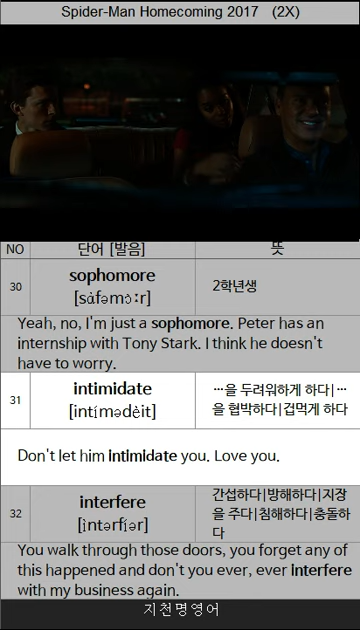 Spider-Man Homecoming 2017 (2X)
NO 단어 [발음] 뜻
30 sophomore [sάfəmɔ̀ːr] 2학년생
Yeah, no, I'm just a sophomore. Peter has an
internship with Tony Stark. I think he doesn't
have to worry.
31 intimidate [intímədèit] …을 두려워하게 하다|…
을 협박하다|겁먹게 하다
Don't let him intimidate you. Love you.
32 interfere [ìntərfíər] 간섭하다|방해하다|지장
을 주다|침해하다|충돌하
다
You walk through those doors, you forget any of
this happened and don't you ever, ever interfere
with my business again.
지천명영어